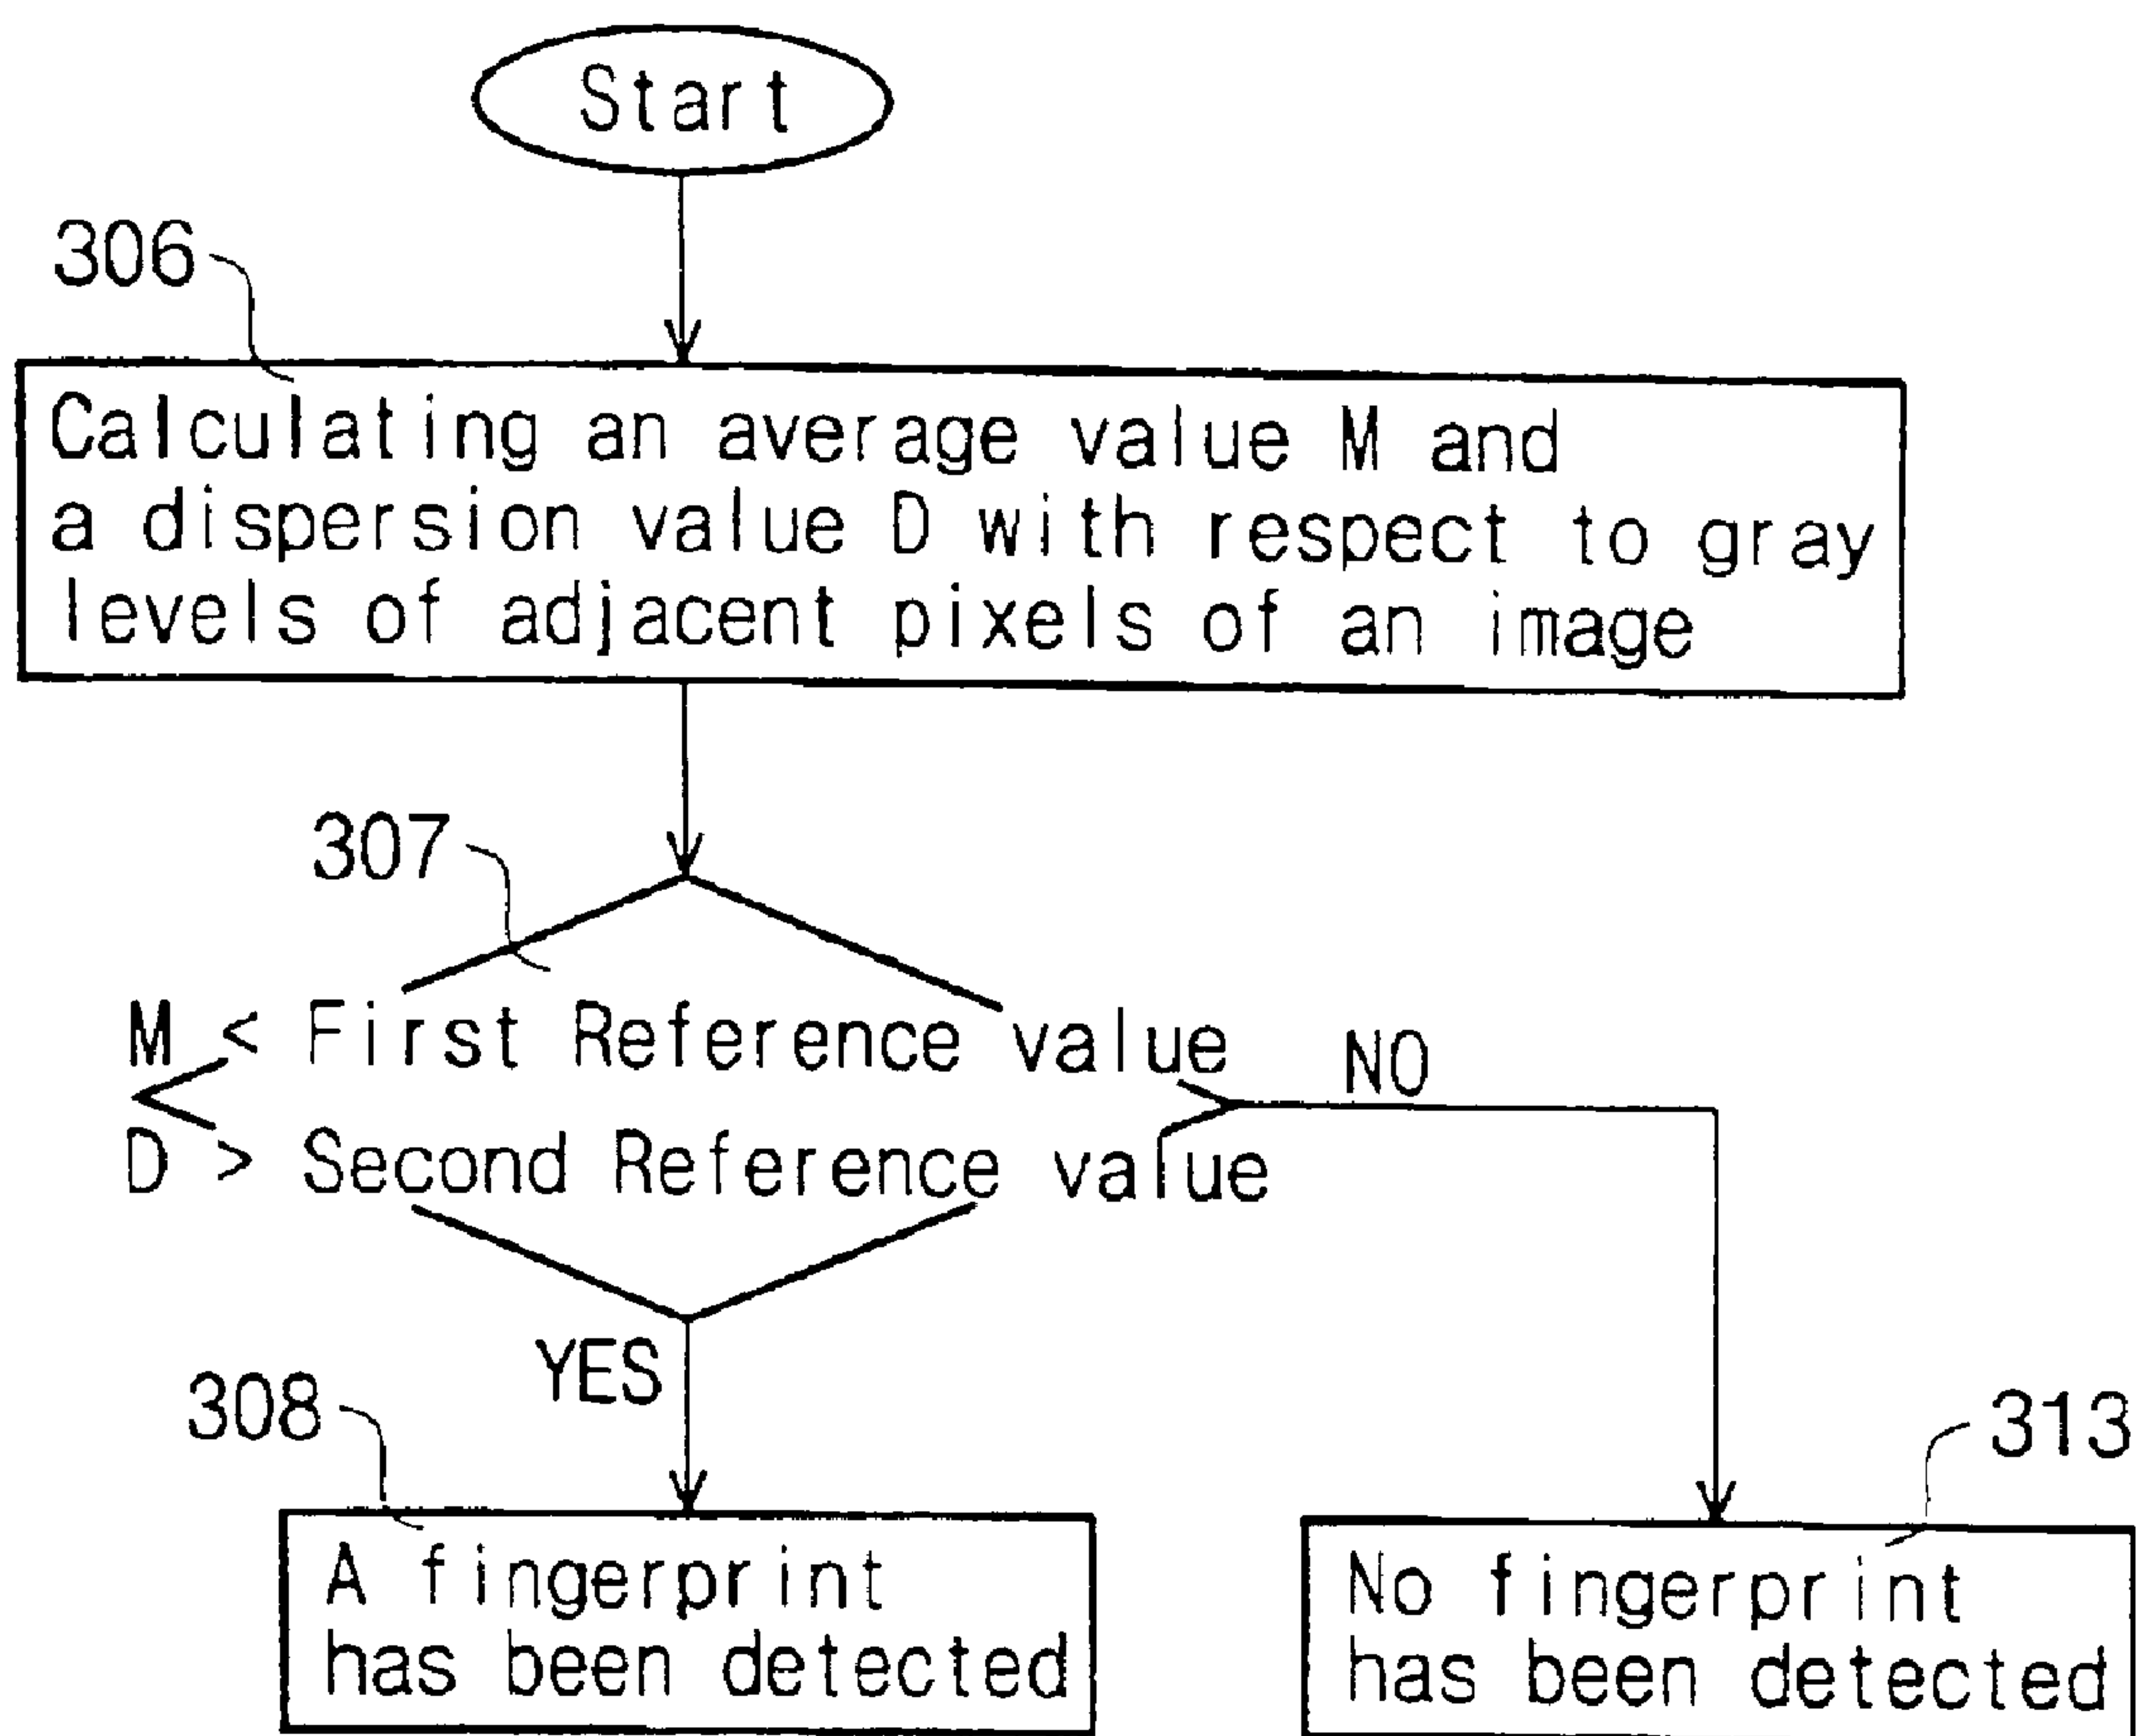 Start
306
Calculating an average value M and
a dispersion value D with respect to gray
levels of adjacent pixels of an image
307
M < First Reference value
NO
D > Second Reference value
YES
308
313
A fingerprint
has been detected
No fingerprint
has been detected